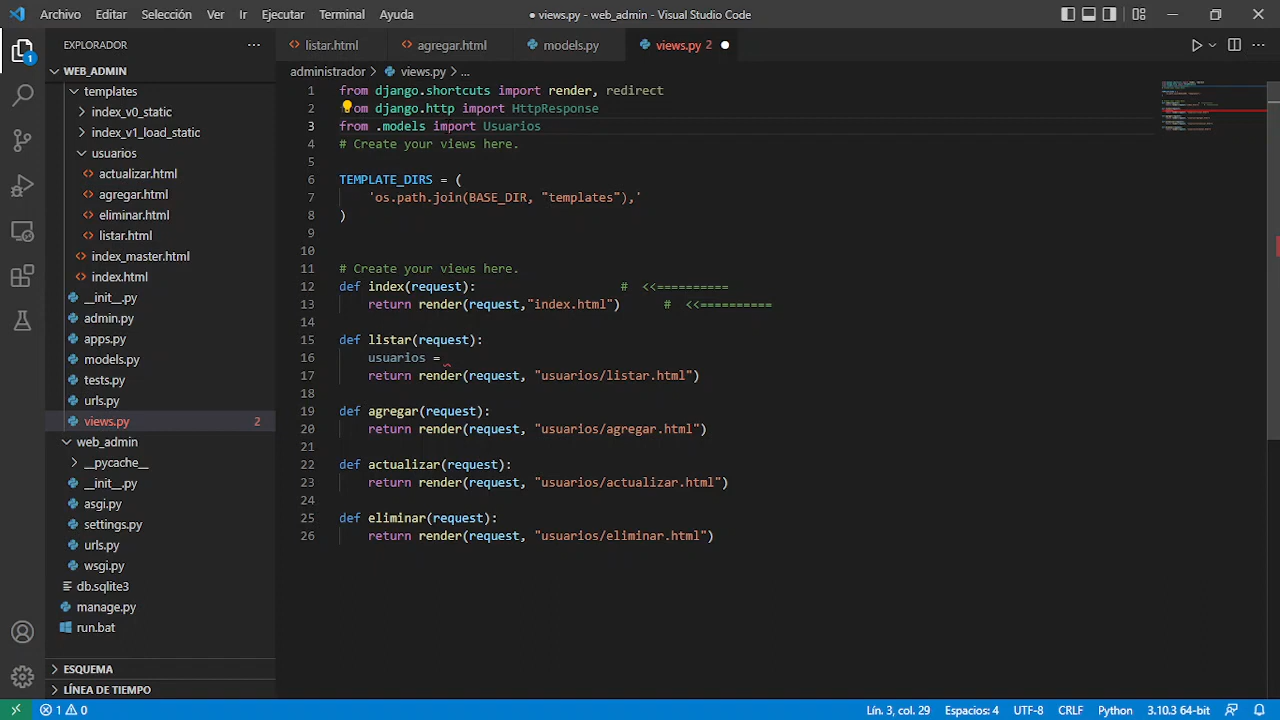 Archivo Editar Selección Ver Ir Ejecutar Terminal Ayuda
● views.py - web_admin - Visual Studio Code
EXPLORADOR
listar.html agregar.html models.py views.py 2
WEB_ADMIN
administrador > views.py > ...
templates
index_v0_static
index_v1_load_static
usuarios
actualizar.html
agregar.html
eliminar.html
listar.html
index_master.html
index.html
__init__.py
admin.py
apps.py
models.py
tests.py
urls.py
views.py 2
web_admin
__pycache__
__init__.py
asgi.py
settings.py
urls.py
wsgi.py
db.sqlite3
manage.py
run.bat
ESQUEMA
LÍNEA DE TIEMPO
1
1 from django.shortcuts import render, redirect
2 om django.http import HttpResponse
3 from .models import Usuarios
4 # Create your views here.
5
6 TEMPLATE_DIRS = (
7     'os.path.join(BASE_DIR, "templates"),'
8 )
9
10
11 # Create your views here.
12 def index(request):                    #  <<==========
13     return render(request,"index.html")      #  <<==========
14
15 def listar(request):
16     usuarios =
17     return render(request, "usuarios/listar.html")
18
19 def agregar(request):
20     return render(request, "usuarios/agregar.html")
21
22 def actualizar(request):
23     return render(request, "usuarios/actualizar.html")
24
25 def eliminar(request):
26     return render(request, "usuarios/eliminar.html")
1 0 Lín. 3, col. 29 Espacios: 4 UTF-8 CRLF Python 3.10.3 64-bit